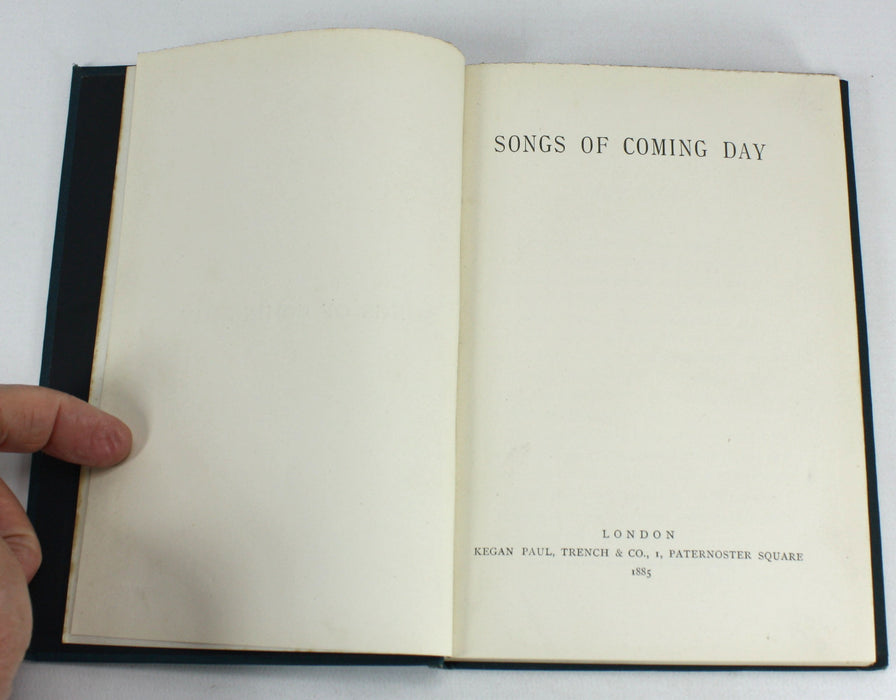 SONGS OF COMING DAY
LONDON
KEGAN PAUL, TRENCH & CO., 1, PATERNOSTER SQUARE
1885